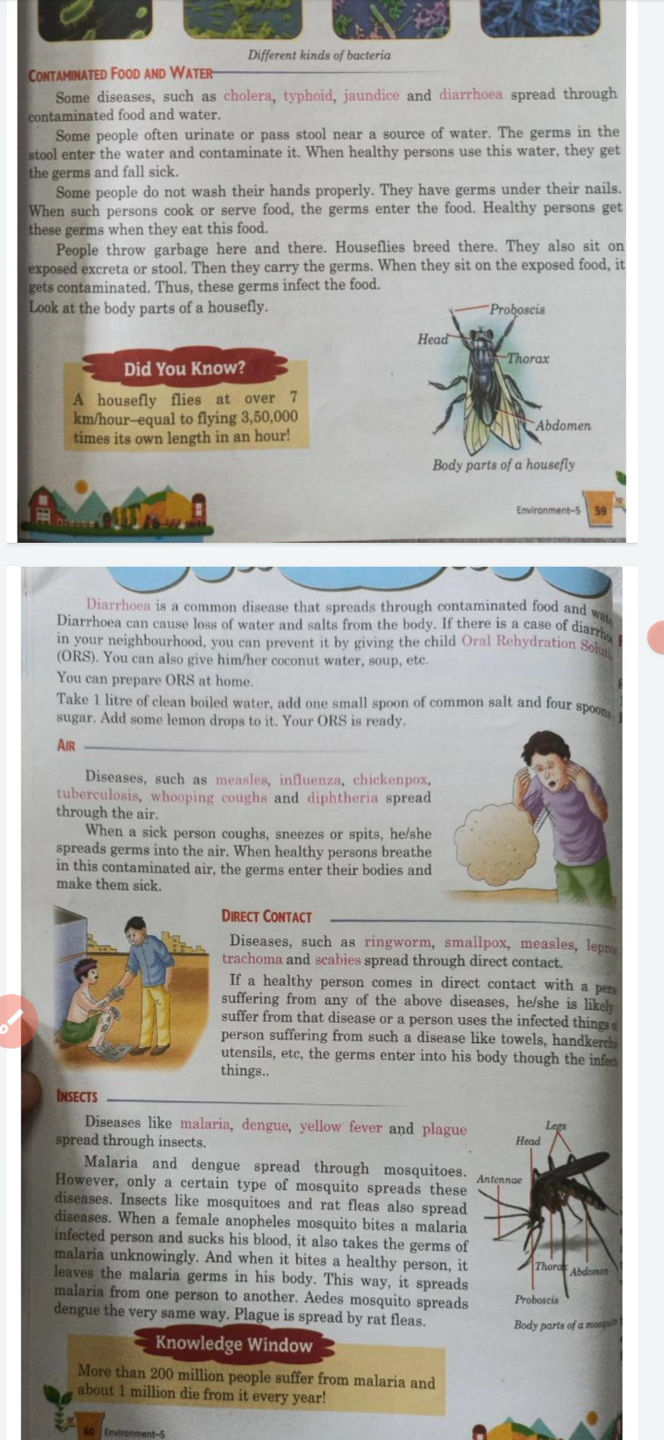 Different kinds of bacteria
CONTAMINATED FOOD AND WATER
Some diseases, such as cholera, typhoid, jaundice and diarrhoea spread through
contaminated food and water.
Some people often urinate or pass stool near a source of water. The germs in the
stool enter the water and contaminate it. When healthy persons use this water, they get
the germs and fall sick.
Some people do not wash their hands properly. They have germs under their nails.
When such persons cook or serve food, the germs enter the food. Healthy persons get
these germs when they eat this food.
People throw garbage here and there. Houseflies breed there. They also sit on
exposed excreta or stool. Then they carry the germs. When they sit on the exposed food, it
gets contaminated. Thus, these germs infect the food.
Look at the body parts of a housefly.
Proboscis
Head
Thorax
Abdomen
Body parts of a housefly
Did You Know?
A housefly flies at over 7
km/hour–equal to flying 3,50,000
times its own length in an hour!
Environment–5 59
Diarrhoea is a common disease that spreads through contaminated food and
Diarrhoea can cause loss of water and salts from the body. If there is a case of
in your neighbourhood, you can prevent it by giving the child Oral Rehydration
(ORS). You can also give him/her coconut water, soup, etc.
You can prepare ORS at home.
Take 1 litre of clean boiled water, add one small spoon of common salt and four spoons
sugar. Add some lemon drops to it. Your ORS is ready.
AIR
Diseases, such as measles, influenza, chickenpox,
tuberculosis, whooping coughs and diphtheria spread
through the air.
When a sick person coughs, sneezes or spits, he/she
spreads germs into the air. When healthy persons breathe
in this contaminated air, the germs enter their bodies and
make them sick.
DIRECT CONTACT
Diseases, such as ringworm, smallpox, measles,
trachoma and scabies spread through direct contact.
If a healthy person comes in direct contact with a
suffering from any of the above diseases, he/she is likely
suffer from that disease or a person uses the infected things
person suffering from such a disease like towels,
utensils, etc, the germs enter into his body though the
things..
INSECTS
Diseases like malaria, dengue, yellow fever and plague
spread through insects.
Malaria and dengue spread through mosquitoes.
However, only a certain type of mosquito spreads these
diseases. Insects like mosquitoes and rat fleas also spread
diseases. When a female anopheles mosquito bites a malaria
infected person and sucks his blood, it also takes the germs of
malaria unknowingly. And when it bites a healthy person, it
leaves the malaria germs in his body. This way, it spreads
malaria from one person to another. Aedes mosquito spreads
dengue the very same way. Plague is spread by rat fleas.
Legs
Head
Antennae
Thorax
Abdomen
Proboscis
Body parts of a
Knowledge Window
More than 200 million people suffer from malaria and
about 1 million die from it every year!
60 Environment–5